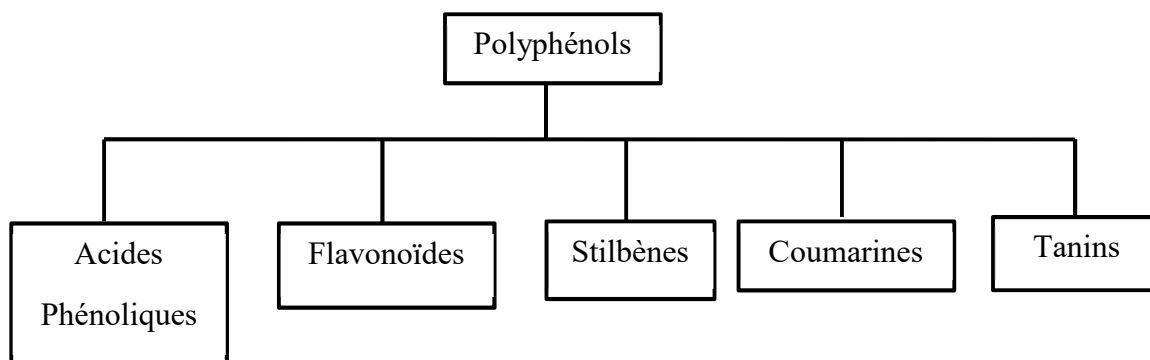 Polyphénols
Acides
Phénoliques
Flavonoïdes
Stilbènes
Coumarines
Tanins